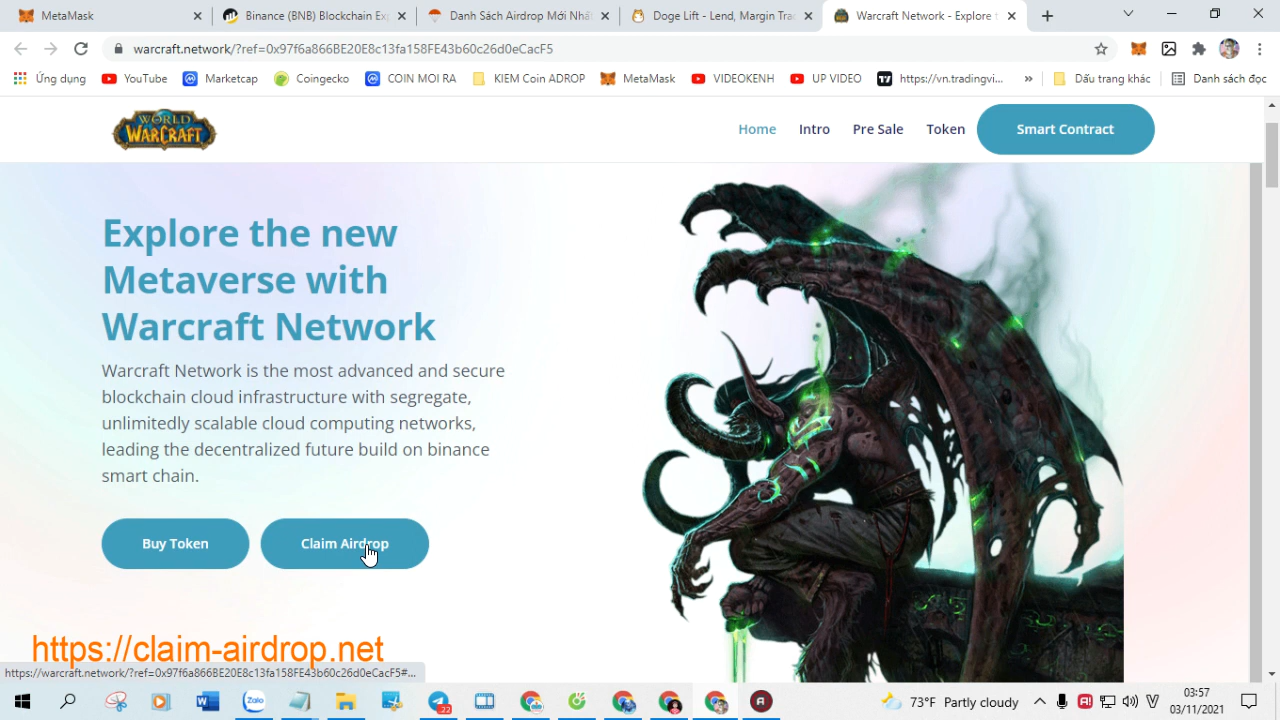 MetaMask
Binance (BNB) Blockchain Exp
Danh Sách Airdrop Mới Nhất
Doge Lift - Lend, Margin Trad
Warcraft Network - Explore t
warcraft.network/?ref=0x97f6a866BE20E8c13fa158FE43b60c26d0eCacF5
Ứng dụng
YouTube
Marketcap
Coingecko
COIN MOI RA
KIEM Coin ADROP
MetaMask
VIDEOKENH
UP VIDEO
https://vn.tradingvi...
»
Dấu trang khác
Danh sách đọc
WORLD
WARCRAFT
Home
Intro
Pre Sale
Token
Smart Contract
Explore the new
Metaverse with
Warcraft Network
Warcraft Network is the most advanced and secure
blockchain cloud infrastructure with segregate,
unlimitedly scalable cloud computing networks,
leading the decentralized future build on binance
smart chain.
Buy Token
Claim Airdrop
https://claim-airdrop.net
https://warcraft.network/?ref=0x97f6a866BE20E8c13fa158FE43b60c26d0eCacF5#...
Zalo
22
73°F Partly cloudy
03:57
03/11/2021